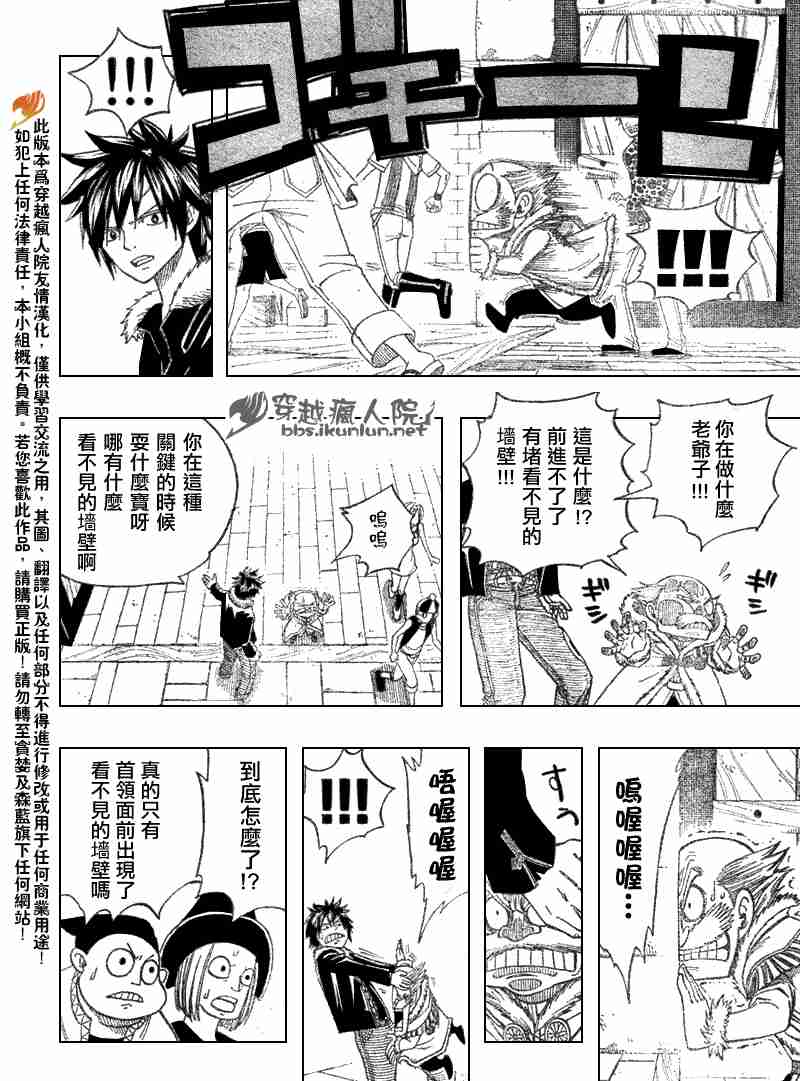 ゴチーン
!!!
!!!
你在做什麼
老爺子!!!
這是什麼!?
前進不了了
有堵看不見的
墻壁!!!
ギシ
ギシ
穿越瘋人院
bbs.ikunlun.net
嗚嗚
你在這種
關鍵的時候
耍什麼寶呀
哪有什麼
看不見的墻壁啊
嗚喔喔喔…
すっ
唔喔喔喔
!!!
到底怎麼了!?
真的只有
首領面前出現了
看不見的墻壁嗎
此版本爲穿越瘋人院友情漢化，僅供學習交流之用，其圖、翻譯以及任何部分不得進行修改或用于任何商業用途！
如犯上任何法律責任，本小組概不負責。若您喜歡此作品，請購買正版！請勿轉至貪婪及森藍旗下任何網站！